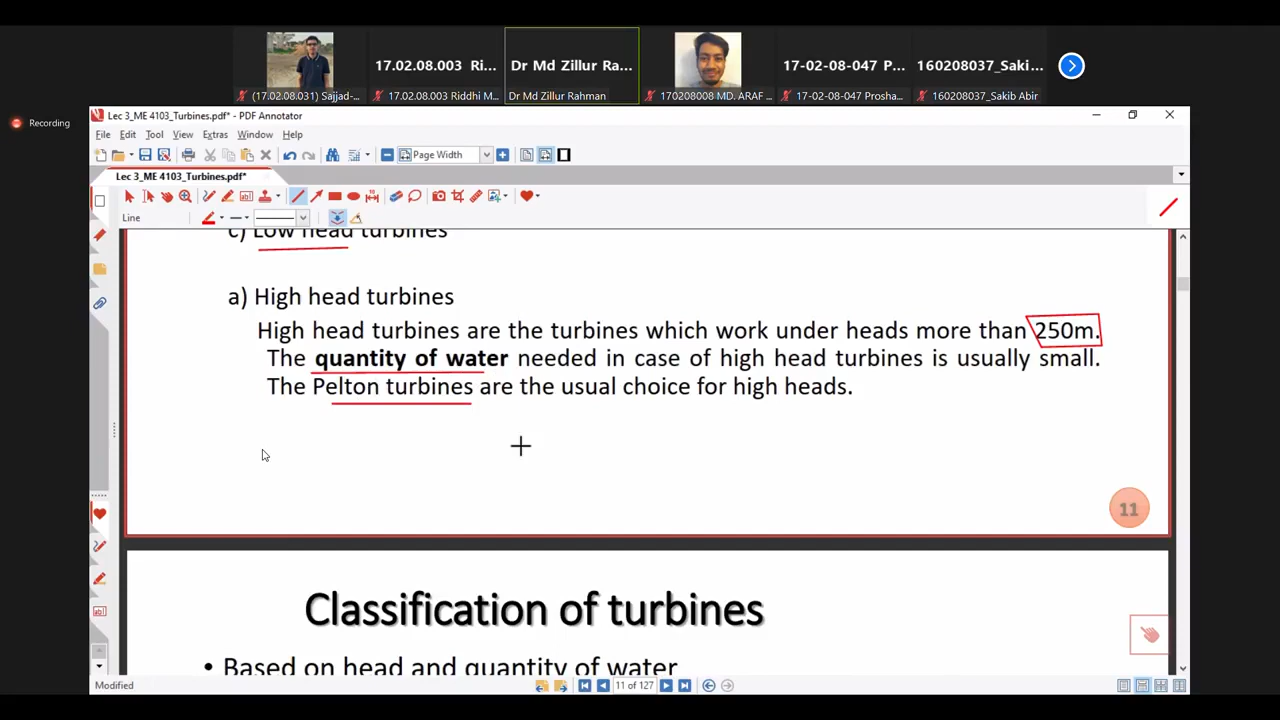 17.02.08.003 Ri...
Dr Md Zillur Ra...
17-02-08-047 P...
160208037_Saki...
(17.02.08.031) Sajjad-...
17.02.08.003 Riddhi M...
Dr Md Zillur Rahman
170208008 MD. ARAF ...
17-02-08-047 Prosha...
160208037_Sakib Abir
Recording
Lec 3_ME 4103_Turbines.pdf* - PDF Annotator
File Edit Tool View Extras Window Help
Page Width
Lec 3_ME 4103_Turbines.pdf*
Line
c) Low head turbines
a) High head turbines
High head turbines are the turbines which work under heads more than 250m.
The quantity of water needed in case of high head turbines is usually small.
The Pelton turbines are the usual choice for high heads.
11
Classification of turbines
• Based on head and quantity of water
Modified
11 of 127